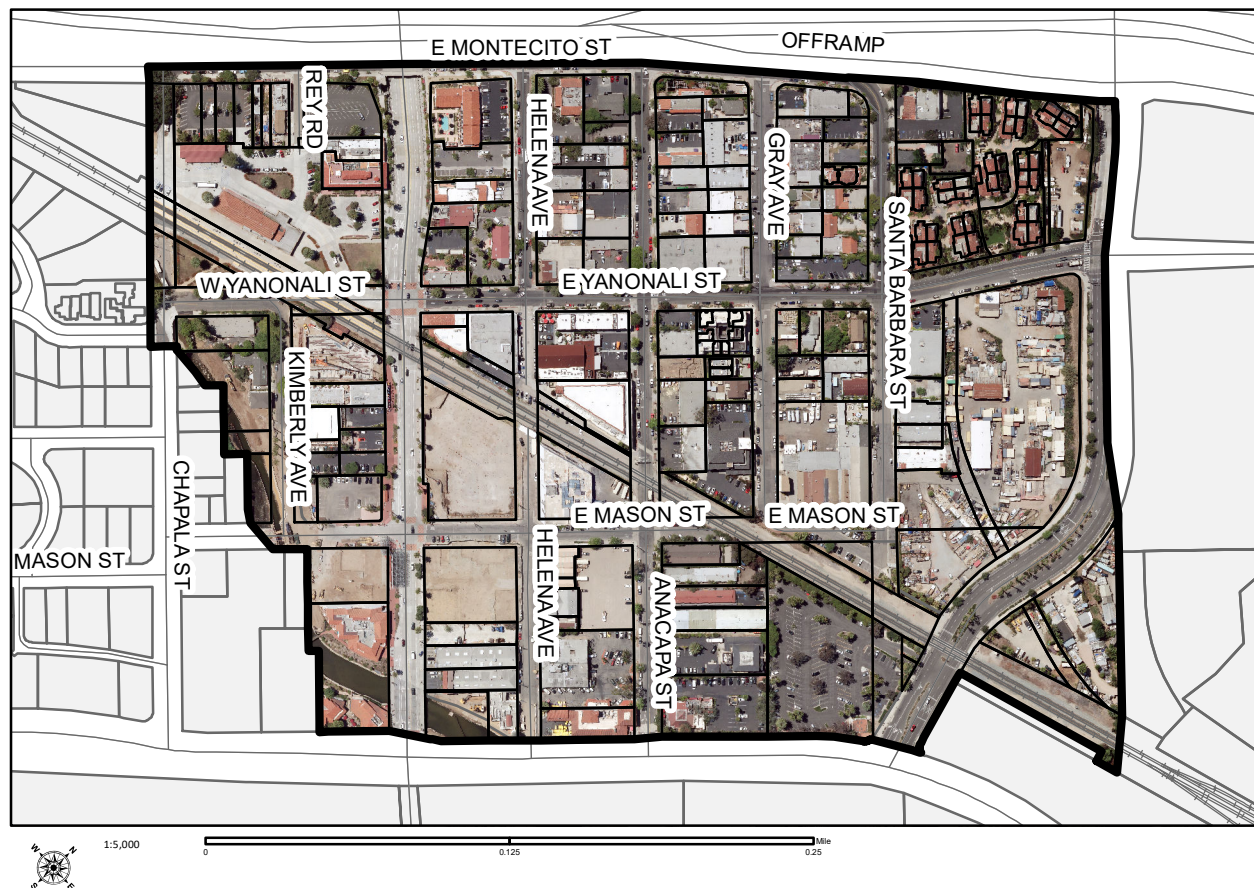 E MONTECITO ST
OFFRAMP
REY RD
HELENA AVE
GRAY AVE
SANTA BARBARA ST
W YANONALI ST
E YANONALI ST
KIMBERLY AVE
CHAPALA ST
E MASON ST
E MASON ST
MASON ST
HELENA AVE
ANACAPA ST
1:5,000
Mile
0
0.125
0.25
W
N
S
E